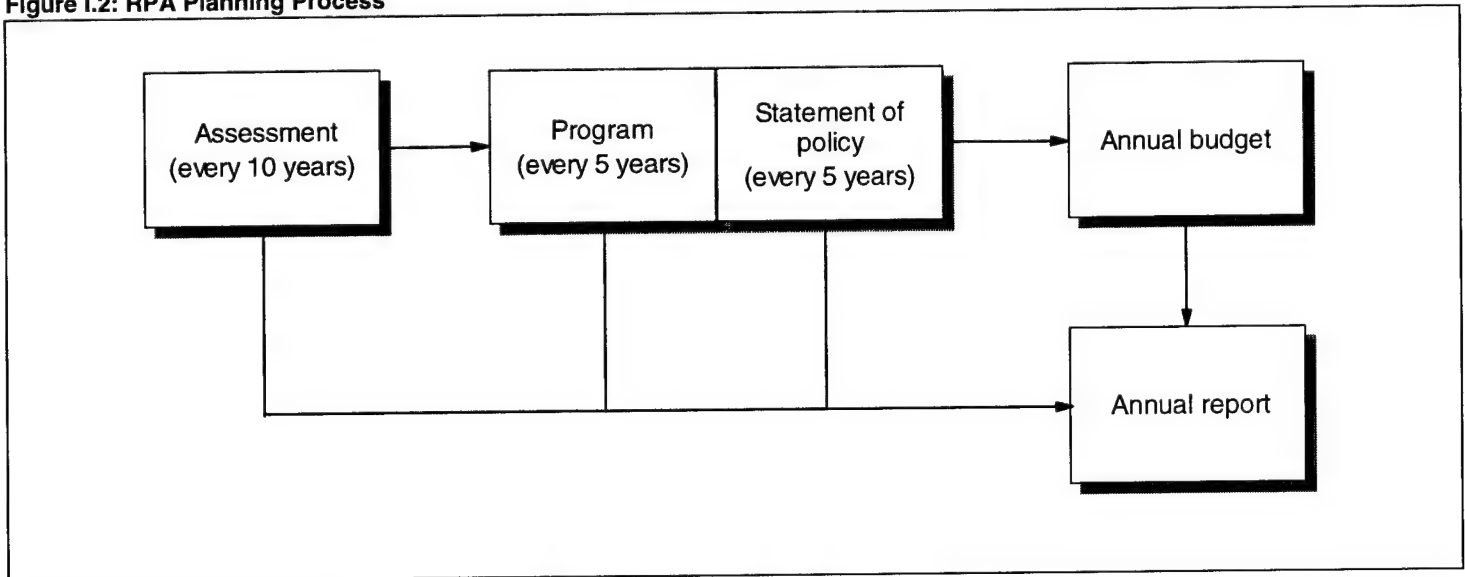 Figure I.2: RPA Planning Process
Assessment
(every 10 years)
Program
(every 5 years)
Statement of
policy
(every 5 years)
Annual budget
Annual report